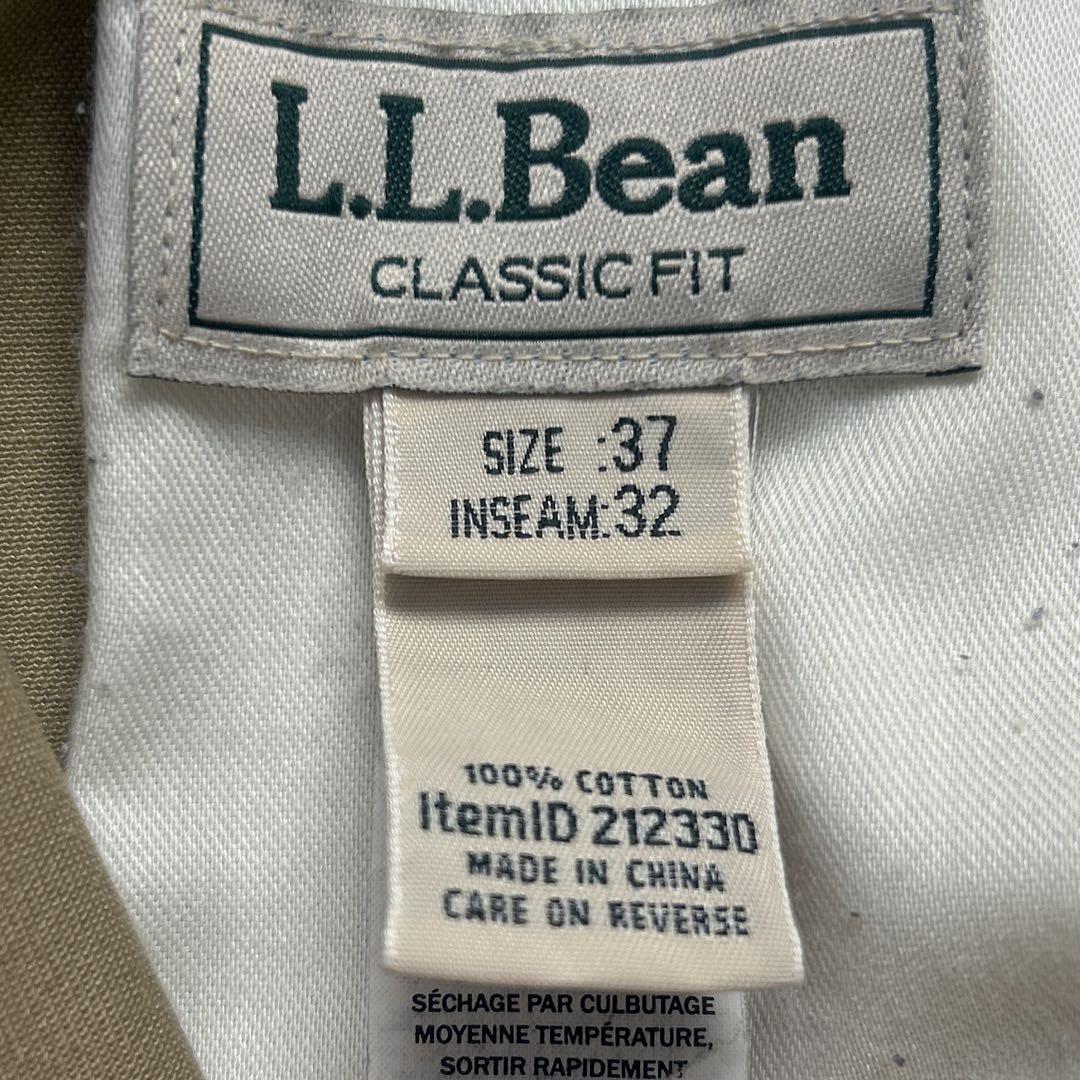 L.L.Bean
CLASSIC FIT
SIZE :37
INSEAM:32
100% COTTON
ItemID 212330
MADE IN CHINA
CARE ON REVERSE
SÉCHAGE PAR CULBUTAGE
MOYENNE TEMPÉRATURE,
SORTIR RAPIDEMENT